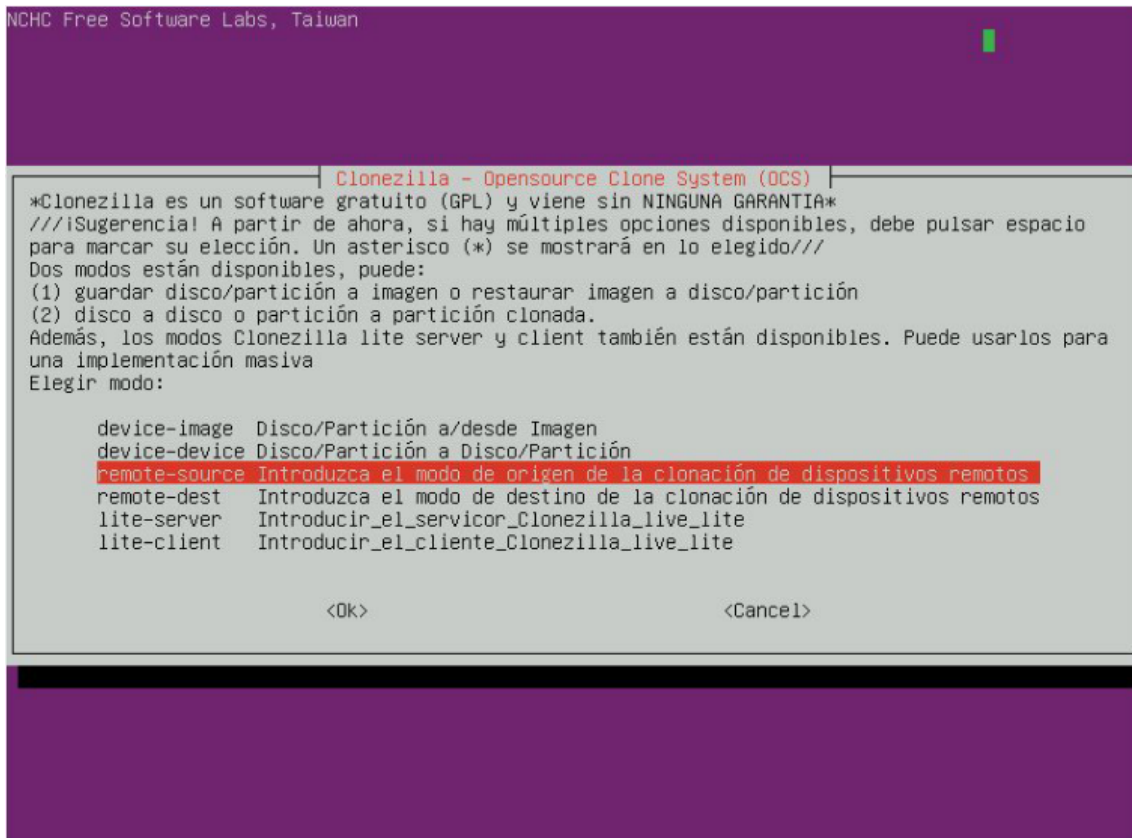 NCHC Free Software Labs, Taiwan
Clonezilla - Opensource Clone System (OCS)
*Clonezilla es un software gratuito (GPL) y viene sin NINGUNA GARANTIA*
///¡Sugerencia! A partir de ahora, si hay múltiples opciones disponibles, debe pulsar espacio
para marcar su elección. Un asterisco (*) se mostrará en lo elegido///
Dos modos están disponibles, puede:
(1) guardar disco/partición a imagen o restaurar imagen a disco/partición
(2) disco a disco o partición a partición clonada.
Además, los modos Clonezilla lite server y client también están disponibles. Puede usarlos para
una implementación masiva
Elegir modo:
device-image Disco/Partición a/desde Imagen
device-device Disco/Partición a Disco/Partición
remote-source Introduzca el modo de origen de la clonación de dispositivos remotos
remote-dest Introduzca el modo de destino de la clonación de dispositivos remotos
lite-server Introducir_el_servicor_Clonezilla_live_lite
lite-client Introducir_el_cliente_Clonezilla_live_lite
<Ok> <Cancel>